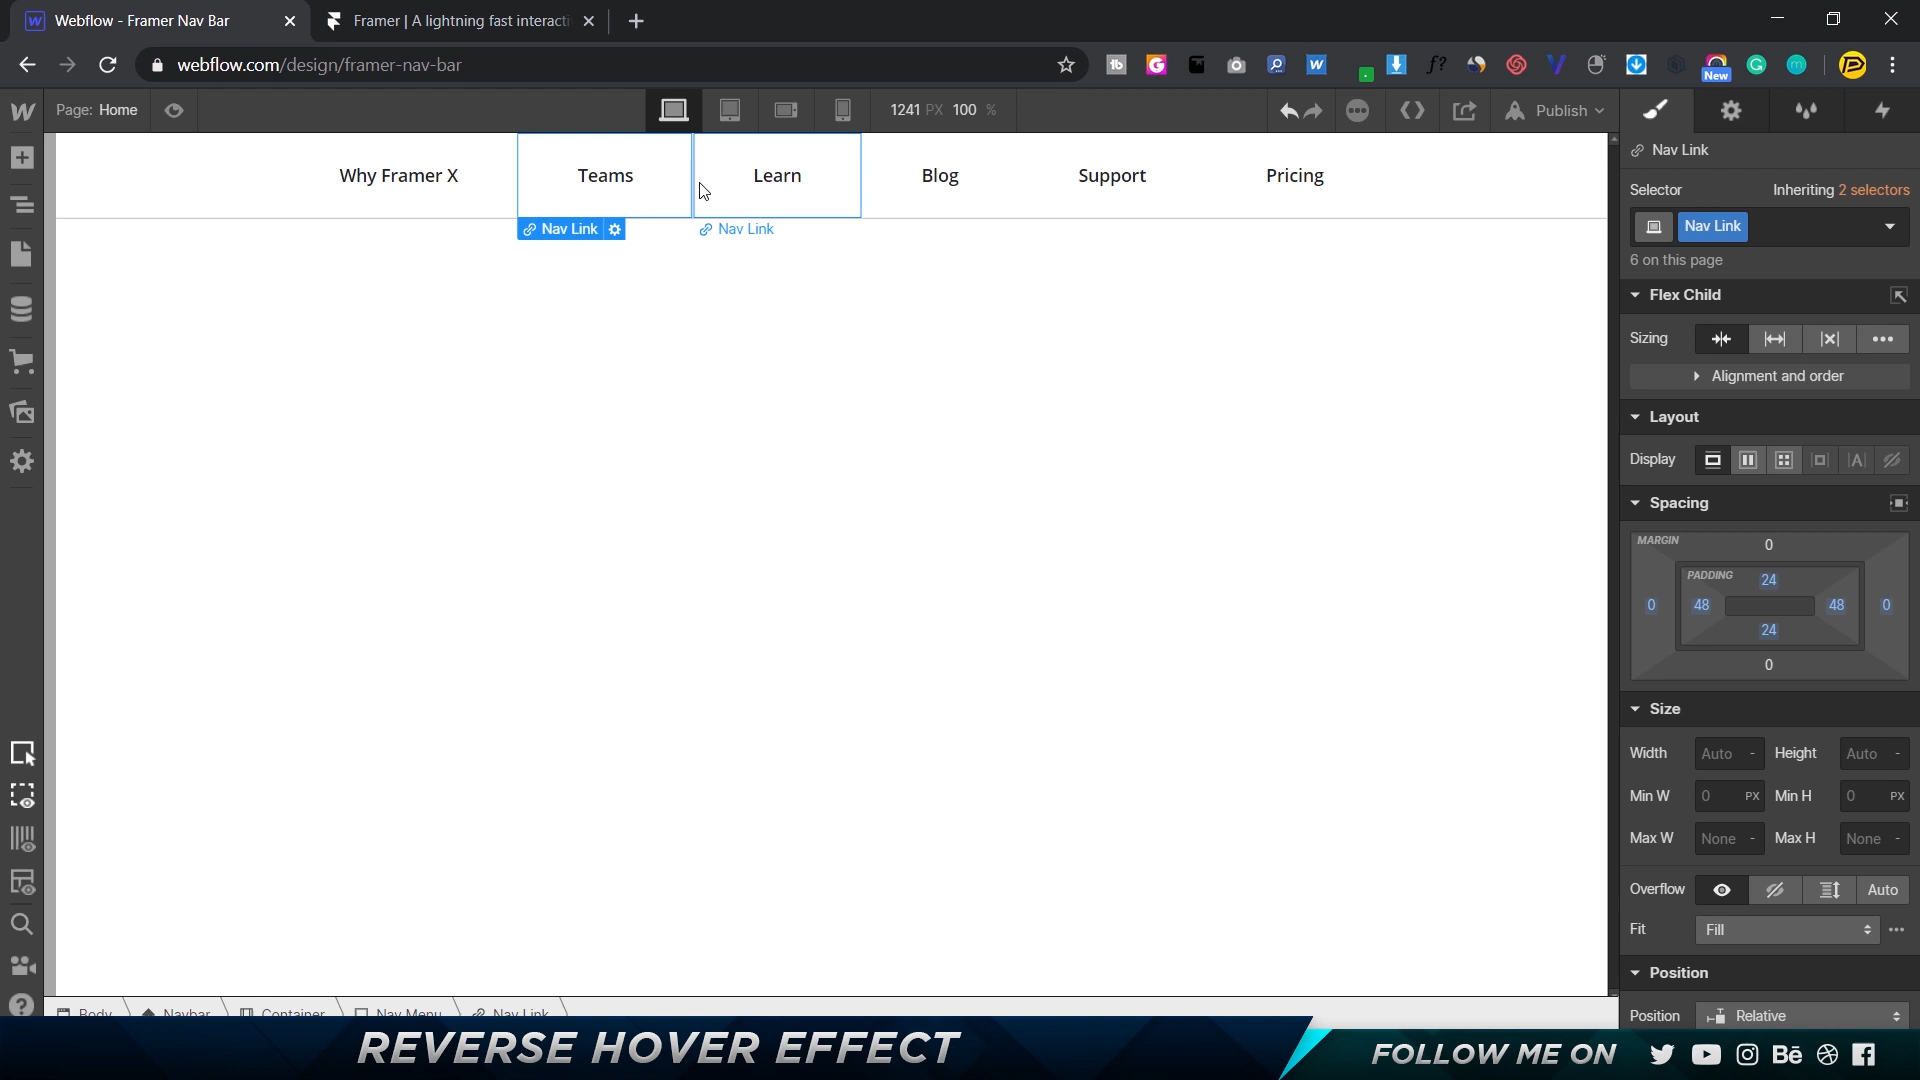 Webflow - Framer Nav Bar
Framer | A lightning fast interacti
webflow.com/design/framer-nav-bar
New
Page: Home
1241 PX 100 %
Publish
Why Framer X
Teams
Learn
Blog
Support
Pricing
Nav Link
Nav Link
Nav Link
Selector
Inheriting 2 selectors
Nav Link
6 on this page
Flex Child
Sizing
Alignment and order
Layout
Display
Spacing
MARGIN
0
PADDING
24
0
48
48
0
24
0
Size
Width
Auto -
Height
Auto -
Min W
0 PX
Min H
0 PX
Max W
None -
Max H
None -
Overflow
Auto
Fit
Fill
Position
Position
Relative
Body
Navbar
Container
Nav Menu
Nav Link
REVERSE HOVER EFFECT
FOLLOW ME ON